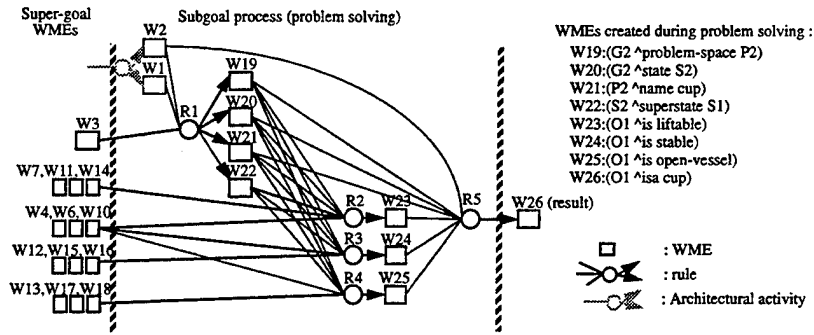 Super-goal
WMEs
Subgoal process (problem solving)
W2
W1
W3
R1
W19
W20
W21
W22
W7,W11,W14
W4,W6,W10
W12,W15,W16
W13,W17,W18
R2
W23
R3
W24
R4
W25
R5
W26 (result)
WMEs created during problem solving :
W19:(G2 ^problem-space P2)
W20:(G2 ^state S2)
W21:(P2 ^name cup)
W22:(S2 ^superstate S1)
W23:(O1 ^is liftable)
W24:(O1 ^is stable)
W25:(O1 ^is open-vessel)
W26:(O1 ^isa cup)
: WME
: rule
: Architectural activity